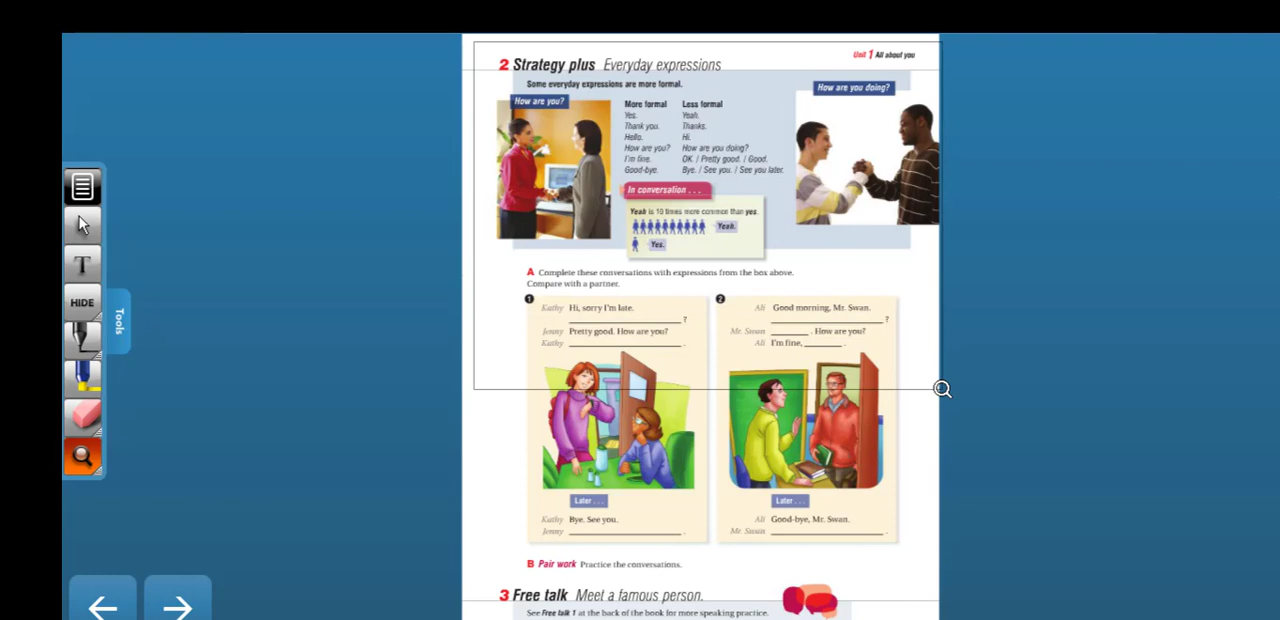 Unit 1 All about you
2 Strategy plus Everyday expressions
Some everyday expressions are more formal.
How are you?
How are you doing?
More formal Less formal
Yes. Yeah.
Thank you. Thanks.
Hello. Hi.
How are you? How are you doing?
I'm fine. OK. / Pretty good. / Good.
Good-bye. Bye. / See you. / See you later.
In conversation . . .
Yeah is 10 times more common than yes.
Yeah.
Yes.
A Complete these conversations with expressions from the box above.
Compare with a partner.
1
Kathy Hi, sorry I'm late.
____________________ ?
Jenny Pretty good. How are you?
Kathy ____________________ .
Later . . .
Kathy Bye. See you.
Jenny ____________________ .
2
Ali Good morning, Mr. Swan.
____________________ ?
Mr. Swan _______ . How are you?
Ali I'm fine, _______ .
Later . . .
Ali Good-bye, Mr. Swan.
Mr. Swan ____________________ .
B Pair work Practice the conversations.
3 Free talk Meet a famous person.
See Free talk 1 at the back of the book for more speaking practice.
T
HIDE
Tools